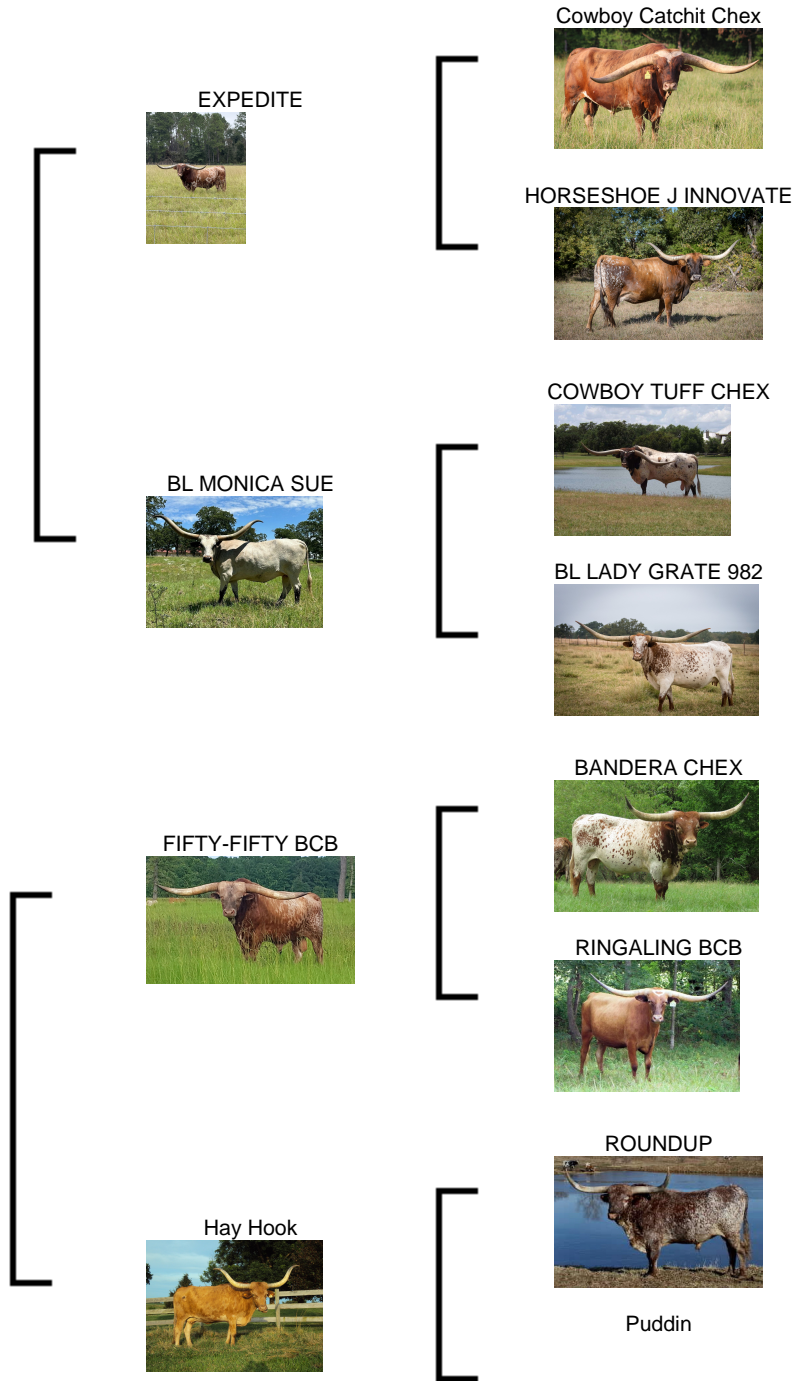 Cowboy Catchit Chex
EXPEDITE
HORSESHOE J INNOVATE
COWBOY TUFF CHEX
BL MONICA SUE
BL LADY GRATE 982
BANDERA CHEX
FIFTY-FIFTY BCB
RINGALING BCB
ROUNDUP
Hay Hook
Puddin